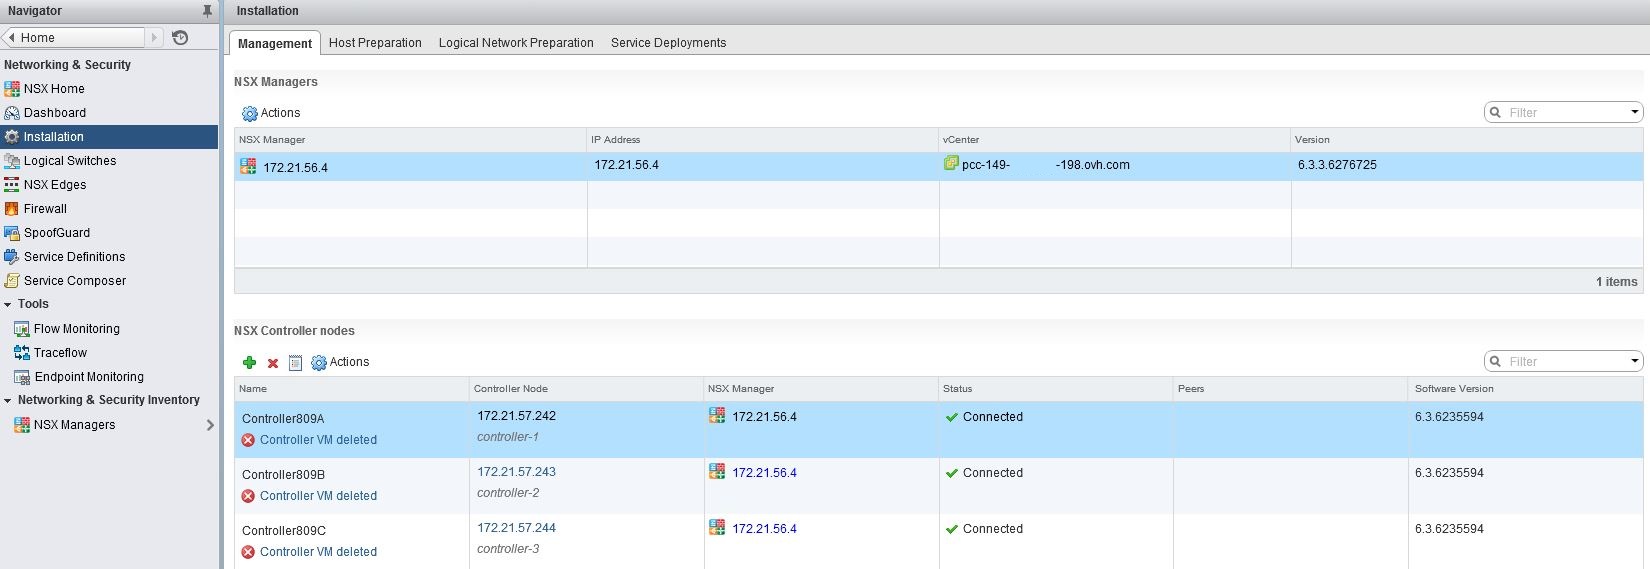 Navigator
Home
Networking & Security
NSX Home
Dashboard
Installation
Logical Switches
NSX Edges
Firewall
SpoofGuard
Service Definitions
Service Composer
Tools
Flow Monitoring
Traceflow
Endpoint Monitoring
Networking & Security Inventory
NSX Managers
Installation
Management Host Preparation Logical Network Preparation Service Deployments
NSX Managers
Actions Filter
NSX Manager IP Address vCenter Version
172.21.56.4 172.21.56.4 pcc-149- -198.ovh.com 6.3.3.6276725
1 items
NSX Controller nodes
Actions Filter
Name Controller Node NSX Manager Status Peers Software Version
Controller809A 172.21.57.242 172.21.56.4 Connected 6.3.6235594
Controller VM deleted controller-1
Controller809B 172.21.57.243 172.21.56.4 Connected 6.3.6235594
Controller VM deleted controller-2
Controller809C 172.21.57.244 172.21.56.4 Connected 6.3.6235594
Controller VM deleted controller-3